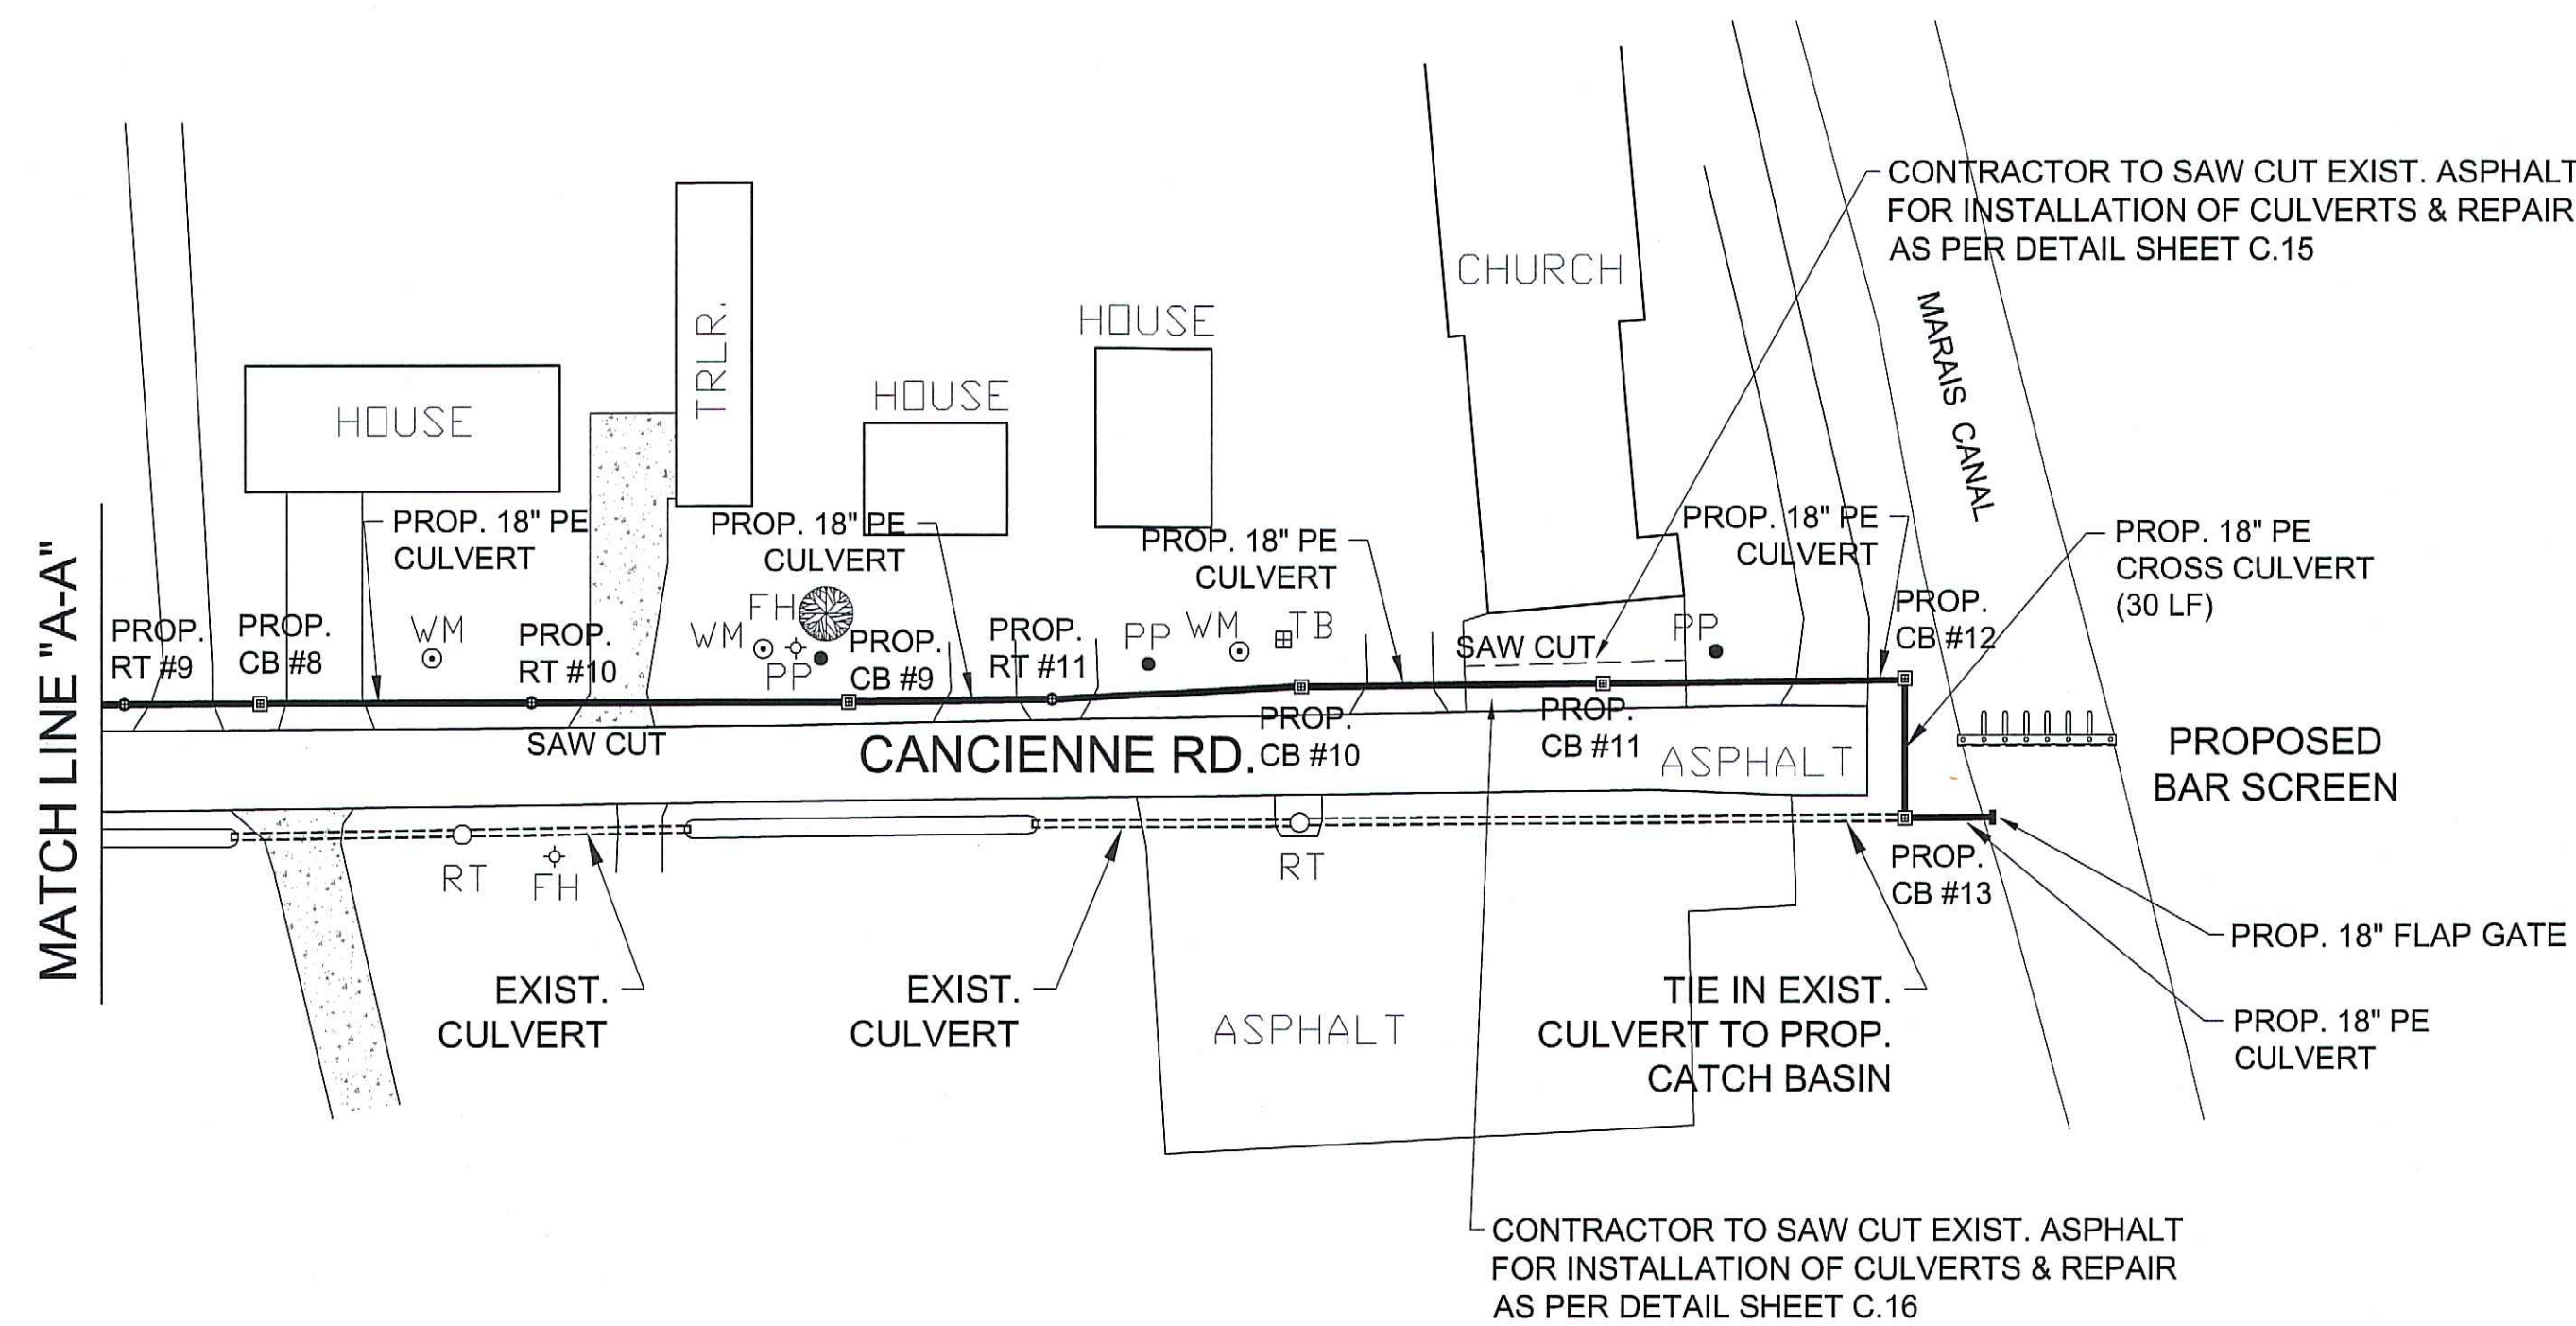 CONTRACTOR TO SAW CUT EXIST. ASPHALT
FOR INSTALLATION OF CULVERTS & REPAIR
AS PER DETAIL SHEET C.15
CHURCH
MARAIS CANAL
TRLR.
HOUSE
HOUSE
HOUSE
PROP. 18" PE
CULVERT
PROP. 18" PE
CULVERT
PROP. 18" PE
CULVERT
PROP. 18" PE
CULVERT
PROP. 18" PE
CROSS CULVERT
(30 LF)
MATCH LINE "A-A"
PROP.
RT #9
PROP.
CB #8
WM
PROP.
RT #10
WM
FH
PP
PROP.
CB #9
PROP.
RT #11
PP
WM
TB
SAW CUT
PP
PROP.
CB #12
SAW CUT
CANCIENNE RD.
PROP.
CB #10
PROP.
CB #11
ASPHALT
PROPOSED
BAR SCREEN
RT
FH
RT
PROP.
CB #13
PROP. 18" FLAP GATE
EXIST.
CULVERT
EXIST.
CULVERT
ASPHALT
TIE IN EXIST.
CULVERT TO PROP.
CATCH BASIN
PROP. 18" PE
CULVERT
CONTRACTOR TO SAW CUT EXIST. ASPHALT
FOR INSTALLATION OF CULVERTS & REPAIR
AS PER DETAIL SHEET C.16